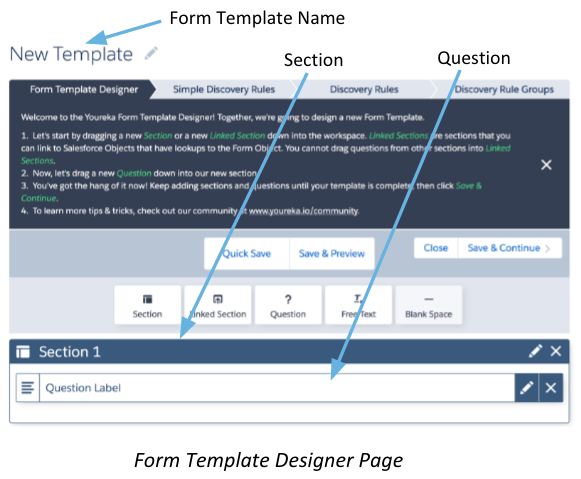 Form Template Name
New Template
Section
Question
Form Template Designer
Simple Discovery Rules
Discovery Rules
Discovery Rule Groups
Welcome to the Youreka Form Template Designer! Together, we're going to design a new Form Template.
1. Let's start by dragging a new Section or a new Linked Section down into the workspace. Linked Sections are sections that you
can link to Salesforce Objects that have lookups to the Form Object. You cannot drag questions from other sections into Linked
Sections.
2. Now, let's drag a new Question down into our new section.
3. You've got the hang of it now! Keep adding sections and questions until your template is complete, then click Save &
Continue.
4. To learn more tips & tricks, check out our community at www.youreka.io/community.
Quick Save
Save & Preview
Close
Save & Continue
Section
Linked Section
Question
Free Text
Blank Space
Section 1
Question Label
Form Template Designer Page